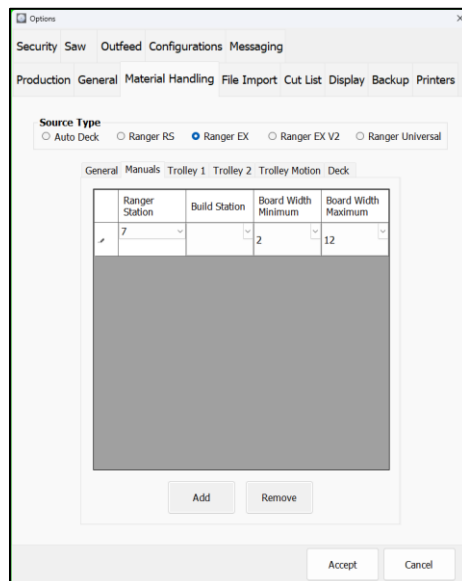 Options
Security Saw Outfeed Configurations Messaging
Production General Material Handling File Import Cut List Display Backup Printers
Source Type
Auto Deck Ranger RS Ranger EX Ranger EX V2 Ranger Universal
General Manuals Trolley 1 Trolley 2 Trolley Motion Deck
Ranger Station Build Station Board Width Minimum Board Width Maximum
7 2 12
Add Remove
Accept Cancel